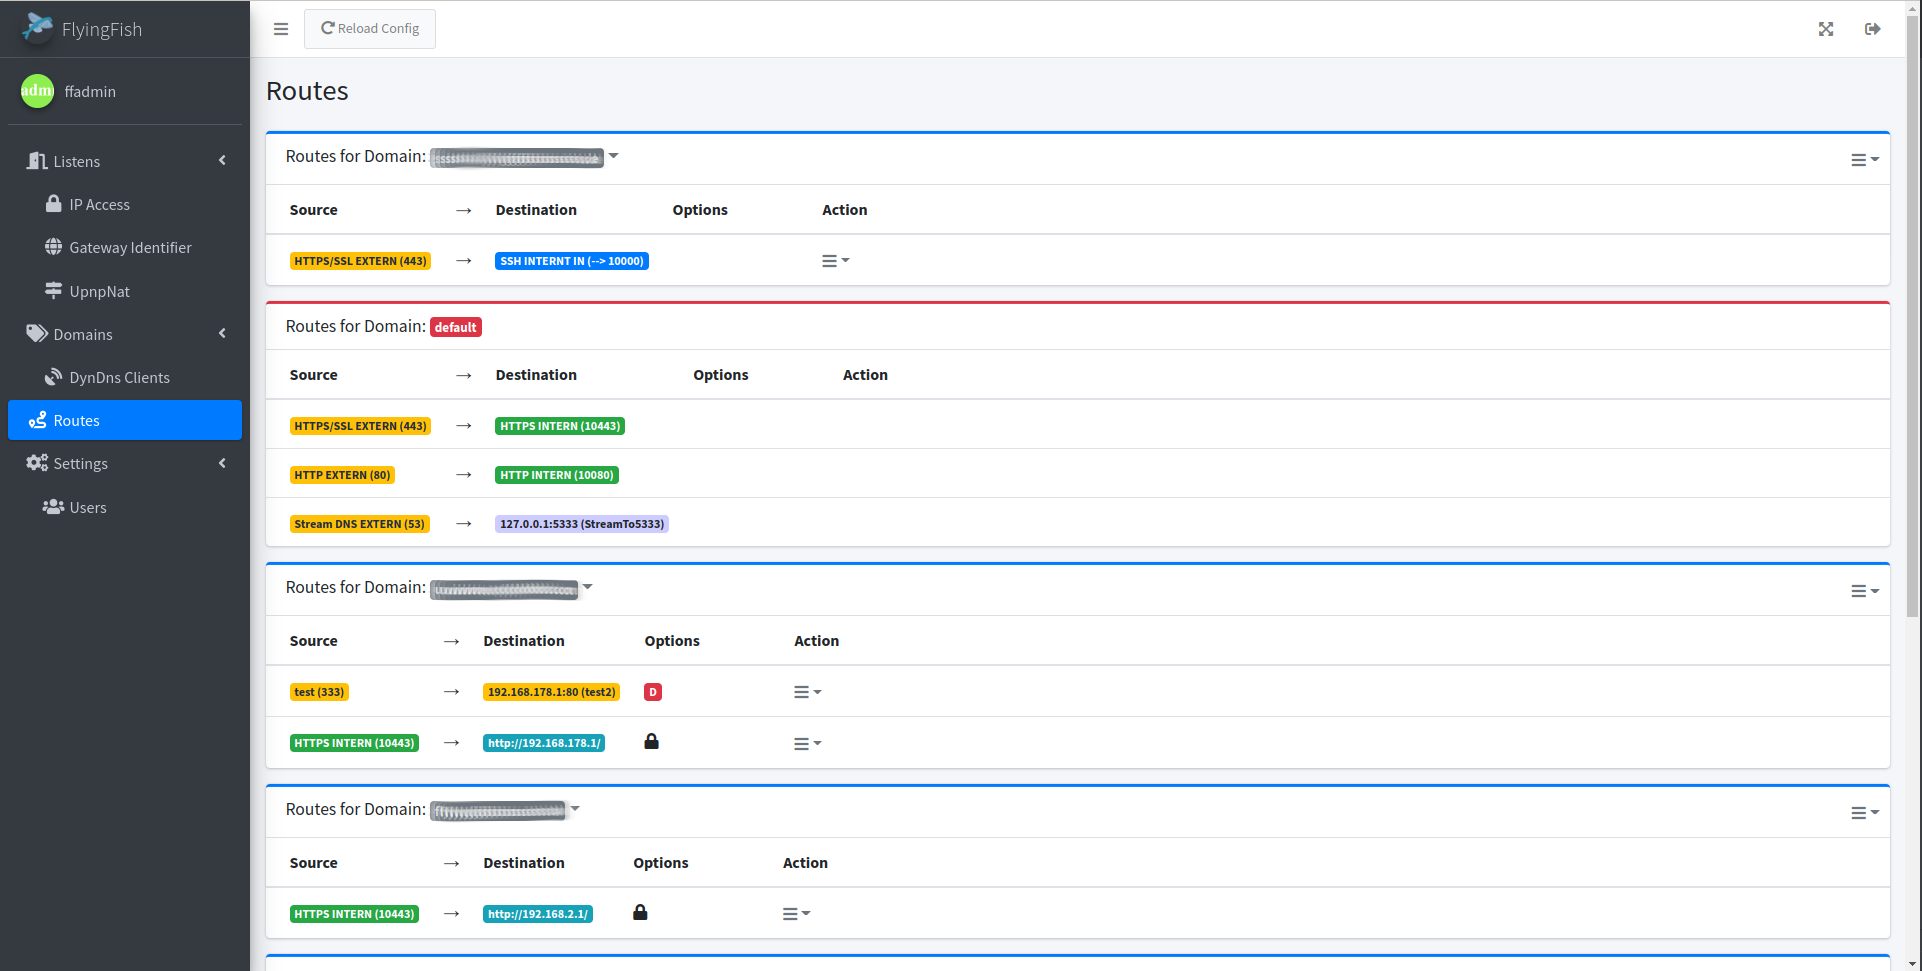 FlyingFish
Reload Config
adm
ffadmin
Listens
IP Access
Gateway Identifier
UpnpNat
Domains
DynDns Clients
Routes
Settings
Users
Routes
Routes for Domain:
Source → Destination Options Action
HTTPS/SSL EXTERN (443) → SSH INTERNT IN (--> 10000)
Routes for Domain: default
Source → Destination Options Action
HTTPS/SSL EXTERN (443) → HTTPS INTERN (10443)
HTTP EXTERN (80) → HTTP INTERN (10080)
Stream DNS EXTERN (53) → 127.0.0.1:5333 (StreamTo5333)
Routes for Domain:
Source → Destination Options Action
test (333) → 192.168.178.1:80 (test2) D
HTTPS INTERN (10443) → http://192.168.178.1/
Routes for Domain:
Source → Destination Options Action
HTTPS INTERN (10443) → http://192.168.2.1/